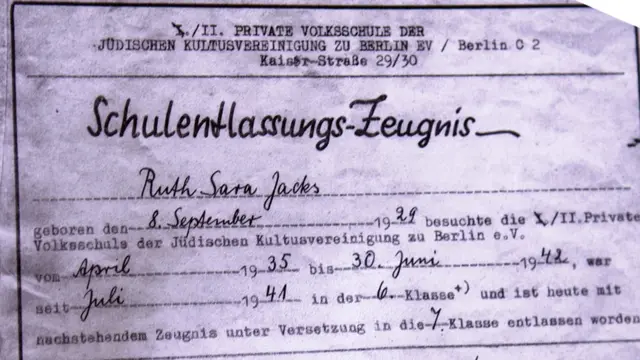 I./II. PRIVATE VOLKSSCHULE DER
JÜDISCHEN KULTUSVEREINIGUNG ZU BERLIN EV / Berlin C 2
Kaiser-Straße 29/30
Schulentlassungs-Zeugnis
Ruth Sara Jacks
geboren den 8. September 1929 besuchte die I/II.Private
Volksschule der Jüdischen Kultusvereinigung zu Berlin e.V.
vom April 1935 bis 30. Juni 1942, war
seit Juli 1941 in der 6. Klasse+) und ist heute mit
nachstehendem Zeugnis unter Versetzung in die 7. Klasse entlassen worden